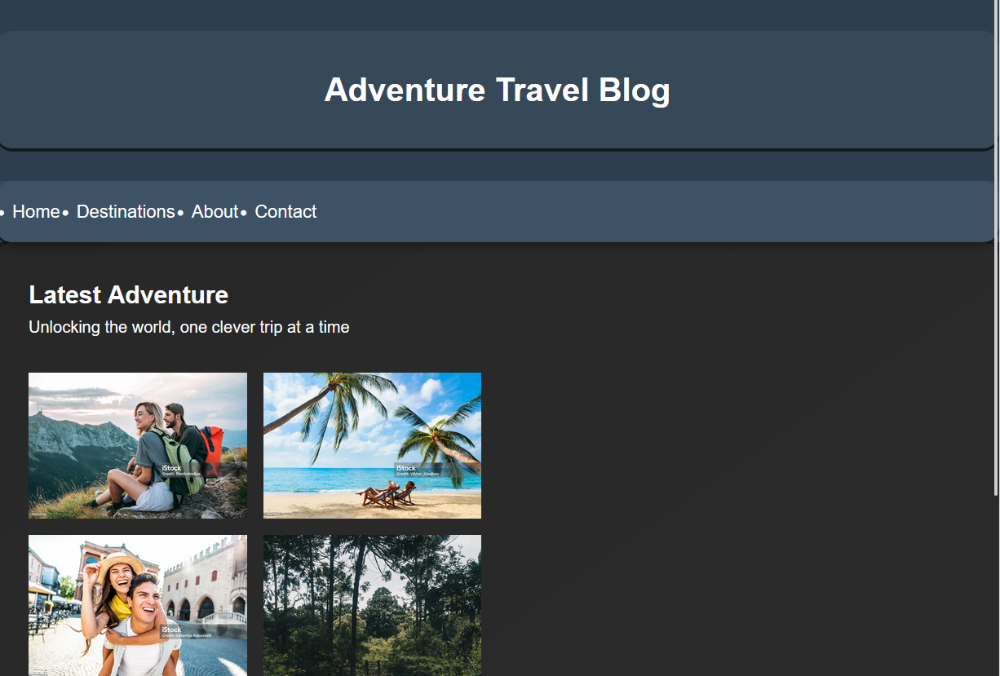 Adventure Travel Blog
• Home• Destinations• About• Contact
Latest Adventure
Unlocking the world, one clever trip at a time
iStock
Credit: DaniloAndjus
iStock
Credit: Viktor_Gladkov
iStock
Credit: Caterina Robustelli